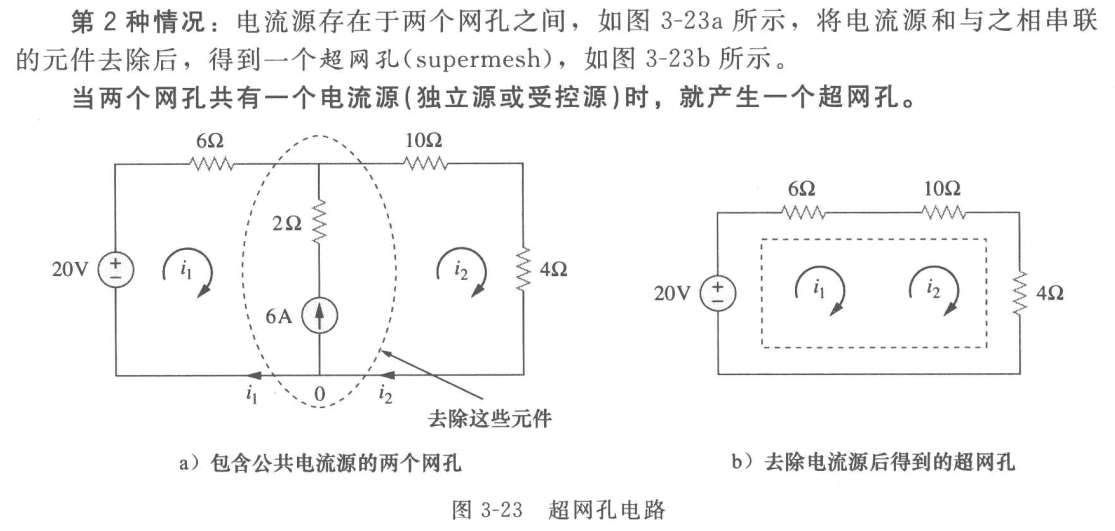 第 2 种情况：电流源存在于两个网孔之间，如图 3-23a 所示，将电流源和与之相串联
的元件去除后，得到一个超网孔(supermesh)，如图 3-23b 所示。
当两个网孔共有一个电流源(独立源或受控源)时，就产生一个超网孔。
6Ω
10Ω
2Ω
20V
i1
i2
4Ω
6A
i1
0
i2
去除这些元件
6Ω
10Ω
20V
i1
i2
4Ω
a）包含公共电流源的两个网孔
b）去除电流源后得到的超网孔
图 3-23 超网孔电路